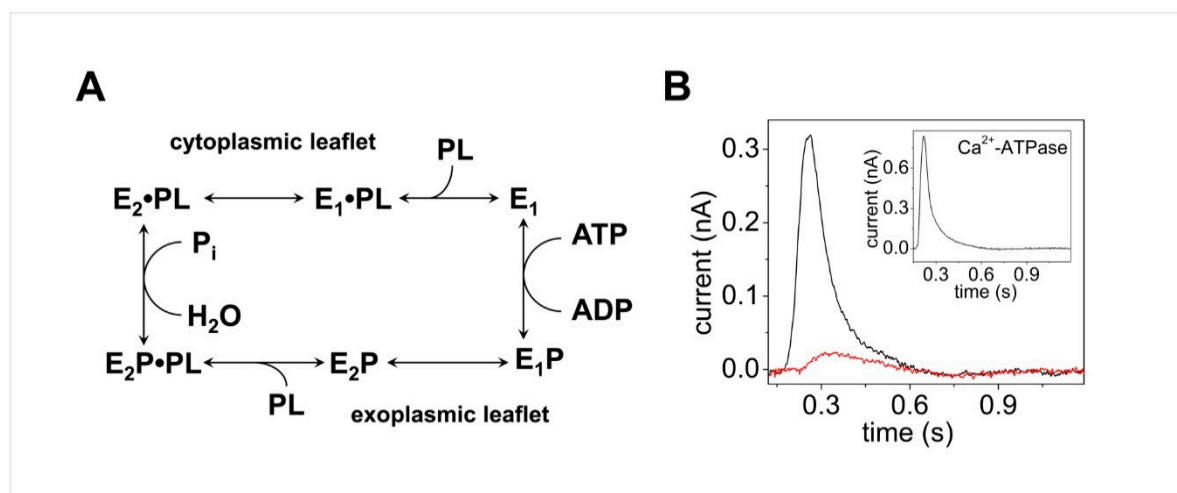 A
cytoplasmic leaflet
PL
E₂•PL
E₁•PL
E₁
Pᵢ
ATP
H₂O
ADP
E₂P•PL
E₂P
E₁P
PL
exoplasmic leaflet
B
0.3
0.2
0.1
0.0
current (nA)
0.3 0.6 0.9
time (s)
Ca²⁺-ATPase
0.6
0.3
0.0
current (nA)
0.3 0.6 0.9
time (s)